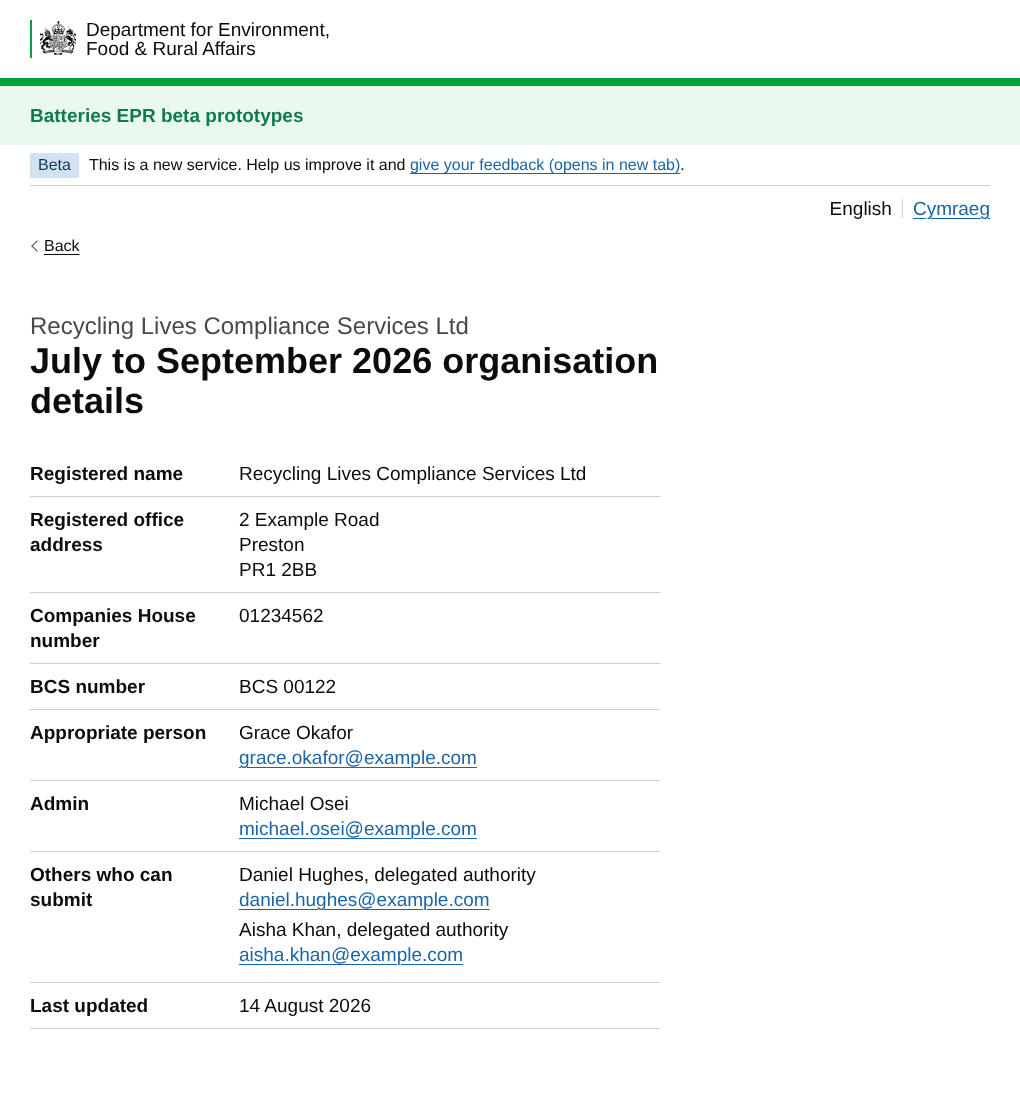 Department for Environment,
Food & Rural Affairs
Batteries EPR beta prototypes
Beta
This is a new service. Help us improve it and give your feedback (opens in new tab).
English
Cymraeg
Back
Recycling Lives Compliance Services Ltd
July to September 2026 organisation
details
Registered name
Recycling Lives Compliance Services Ltd
Registered office
address
2 Example Road
Preston
PR1 2BB
Companies House
number
01234562
BCS number
BCS 00122
Appropriate person
Grace Okafor
grace.okafor@example.com
Admin
Michael Osei
michael.osei@example.com
Others who can
submit
Daniel Hughes, delegated authority
daniel.hughes@example.com
Aisha Khan, delegated authority
aisha.khan@example.com
Last updated
14 August 2026